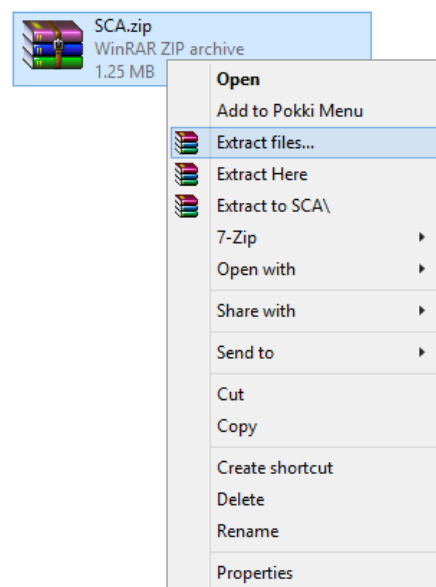 SCA.zip
WinRAR ZIP archive
1.25 MB
Open
Add to Pokki Menu
Extract files...
Extract Here
Extract to SCA\
7-Zip
Open with
Share with
Send to
Cut
Copy
Create shortcut
Delete
Rename
Properties